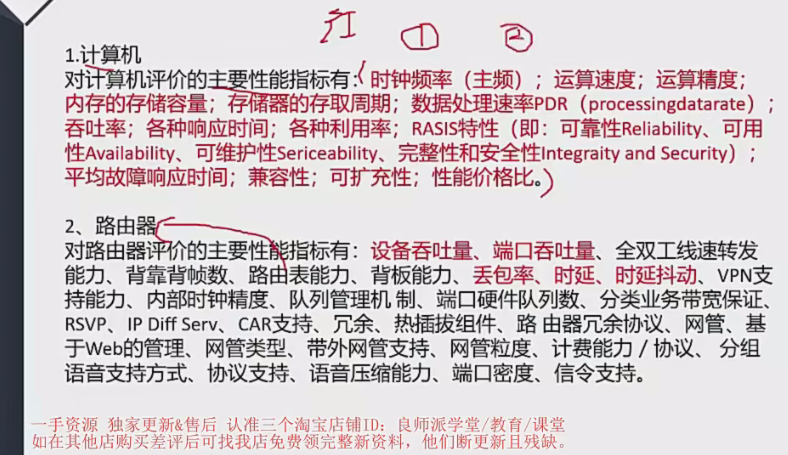 红 ① ②
1.计算机
对计算机评价的主要性能指标有：时钟频率（主频）；运算速度；运算精度；
内存的存储容量；存储器的存取周期；数据处理速率PDR（processingdatarate）；
吞吐率；各种响应时间；各种利用率；RASIS特性（即：可靠性Reliability、可用
性Availability、可维护性Sericeability、完整性和安全性Integraity and Security）；
平均故障响应时间；兼容性；可扩充性；性能价格比。
2、路由器
对路由器评价的主要性能指标有：设备吞吐量、端口吞吐量、全双工线速转发
能力、背靠背帧数、路由表能力、背板能力、丢包率、时延、时延抖动、VPN支
持能力、内部时钟精度、队列管理机 制、端口硬件队列数、分类业务带宽保证、
RSVP、IP Diff Serv、CAR支持、冗余、热插拔组件、路 由器冗余协议、网管、基
于Web的管理、网管类型、带外网管支持、网管粒度、计费能力／协议、 分组
语音支持方式、协议支持、语音压缩能力、端口密度、信令支持。
一手资源 独家更新&售后 认准三个淘宝店铺ID：良师派学堂/教育/课堂
如在其他店购买差评后可找我店免费领完整新资料，他们断更新且残缺。